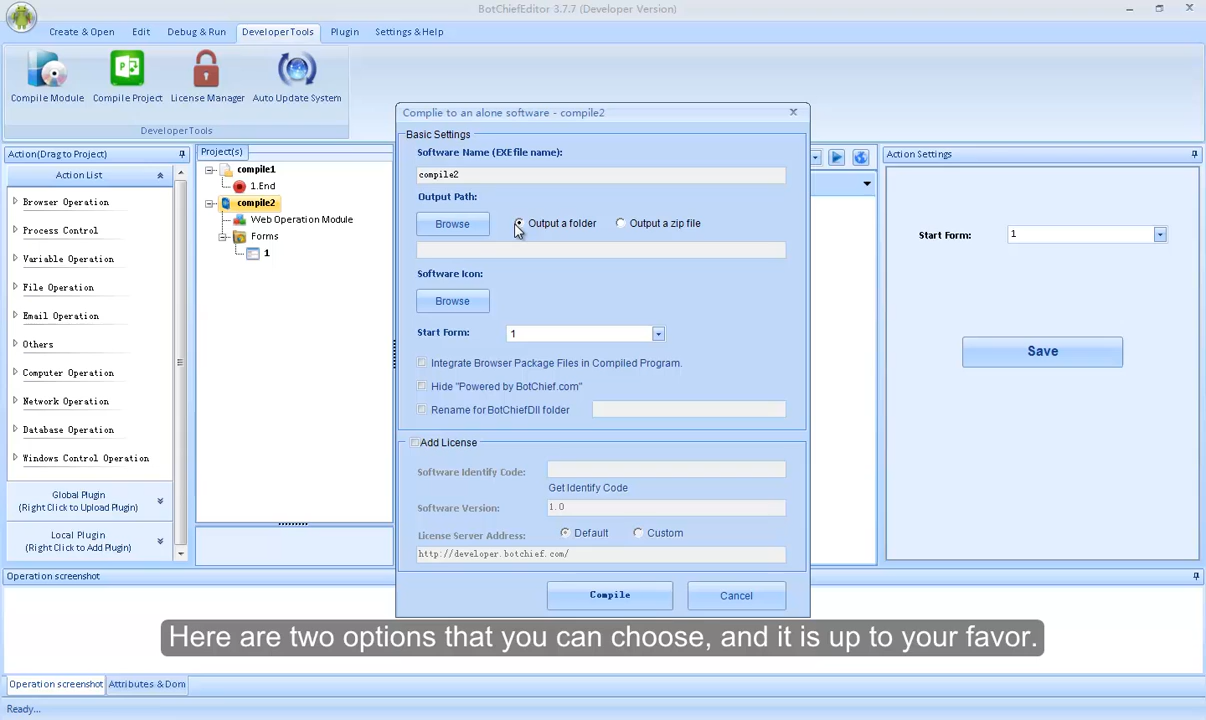 BotChiefEditor 3.7.7 (Developer Version)
Create & Open
Edit
Debug & Run
DeveloperTools
Plugin
Settings & Help
Compile Module
Compile Project
License Manager
Auto Update System
DeveloperTools
Action(Drag to Project)
Action List
Browser Operation
Process Control
Variable Operation
File Operation
Email Operation
Others
Computer Operation
Network Operation
Database Operation
Windows Control Operation
Global Plugin
(Right Click to Upload Plugin)
Local Plugin
(Right Click to Add Plugin)
Project(s)
compile1
1.End
compile2
Web Operation Module
Forms
1
Complie to an alone software - compile2
Basic Settings
Software Name (EXEfile name):
compile2
Output Path:
Browse
Output a folder
Output a zip file
Software Icon:
Browse
Start Form:
1
Integrate Browser Package Files in Compiled Program.
Hide "Powered by BotChief.com"
Rename for BotChiefDll folder
Add License
Software Identify Code:
Get Identify Code
Software Version:
1.0
License Server Address:
Default
Custom
http://developer.botchief.com/
Compile
Cancel
Action Settings
Start Form:
1
Save
Operation screenshot
Here are two options that you can choose, and it is up to your favor.
Operation screenshot
Attributes & Dom
Ready...